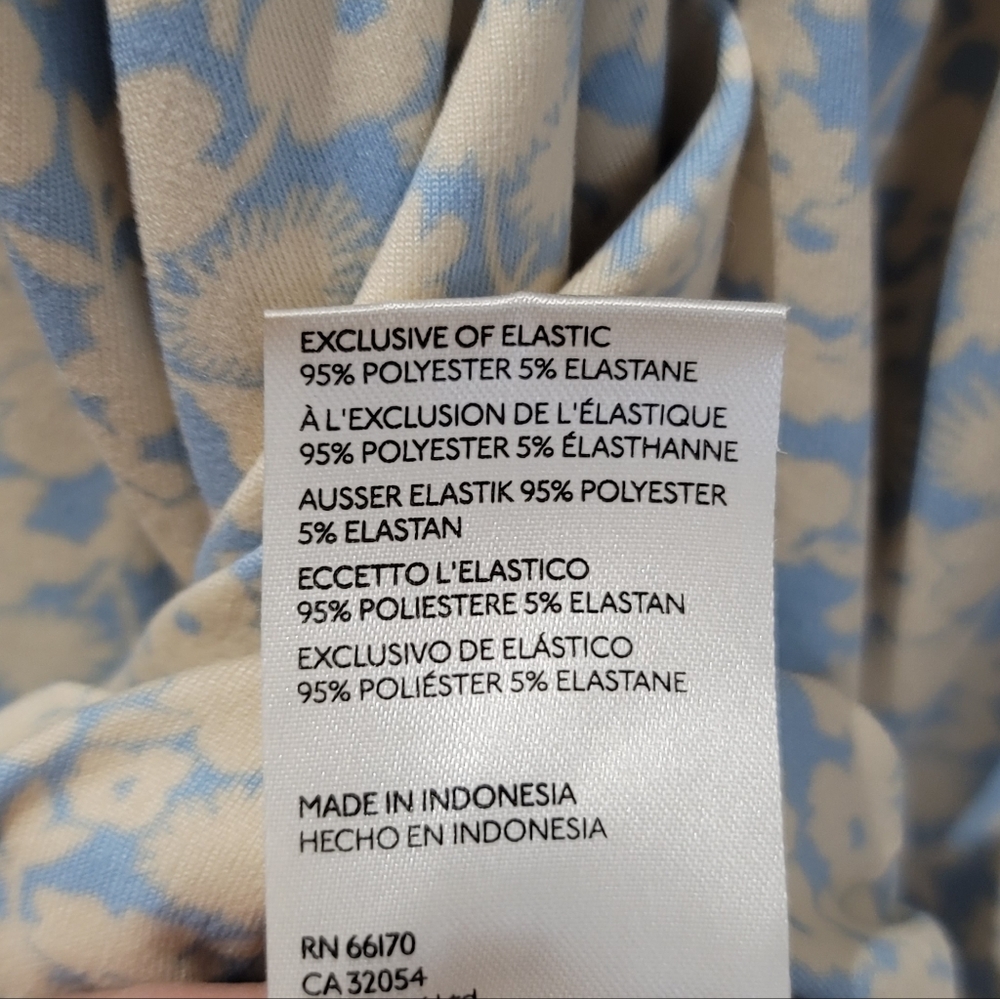 EXCLUSIVE OF ELASTIC
95% POLYESTER 5% ELASTANE
À L'EXCLUSION DE L'ÉLASTIQUE
95% POLYESTER 5% ÉLASTHANNE
AUSSER ELASTIK 95% POLYESTER
5% ELASTAN
ECCETTO L'ELASTICO
95% POLIESTERE 5% ELASTAN
EXCLUSIVO DE ELÁSTICO
95% POLIÉSTER 5% ELASTANE
MADE IN INDONESIA
HECHO EN INDONESIA
RN 66170
CA 32054